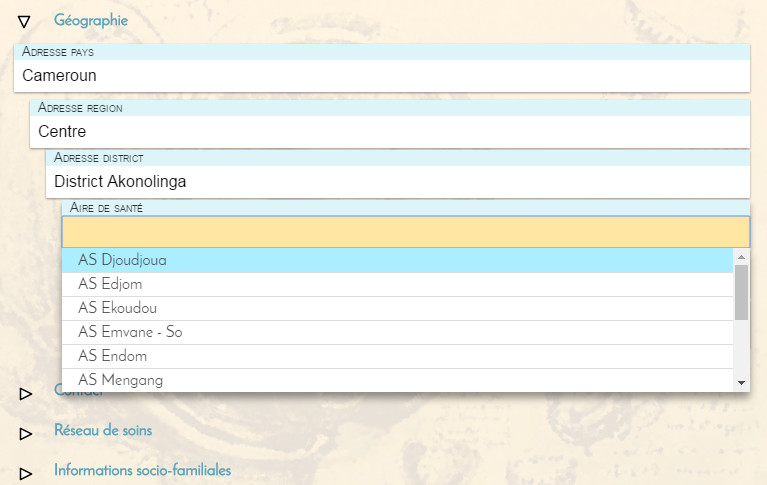 Géographie
Adresse pays
Cameroun
Adresse region
Centre
Adresse district
District Akonolinga
Aire de santé
AS Djoudjoua
AS Edjom
AS Ekoudou
AS Emvane - So
AS Endom
AS Mengang
Contact
Réseau de soins
Informations socio-familiales